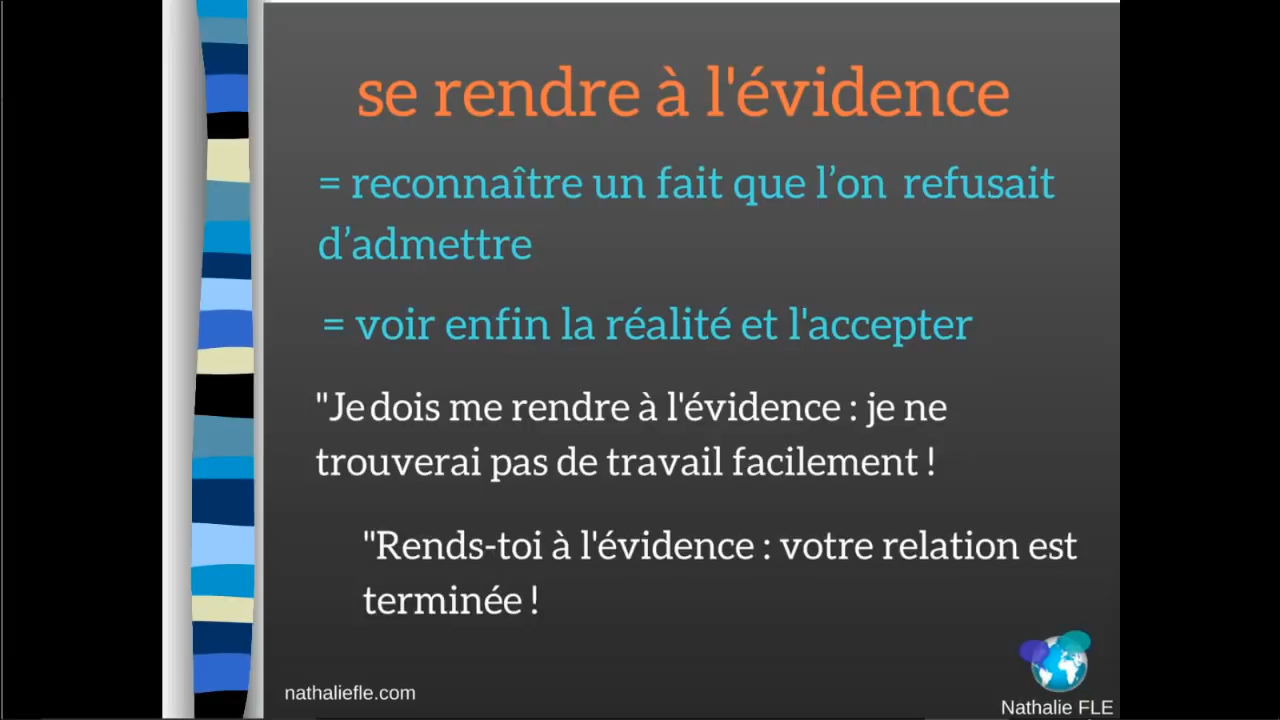 se rendre à l'évidence
= reconnaître un fait que l’on refusait
d’admettre
= voir enfin la réalité et l'accepter
"Je dois me rendre à l'évidence : je ne
trouverai pas de travail facilement !
"Rends-toi à l'évidence : votre relation est
terminée !
nathaliefle.com
Nathalie FLE